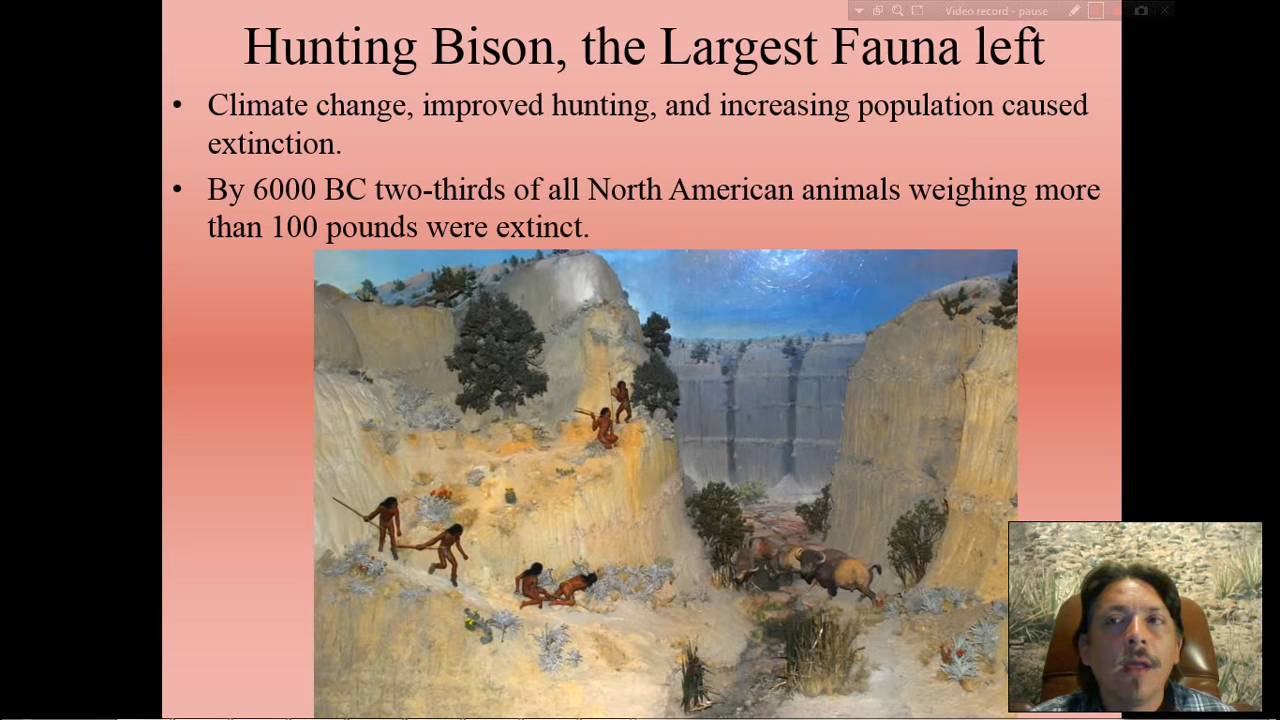 Video record - pause
Hunting Bison, the Largest Fauna left
• Climate change, improved hunting, and increasing population caused
extinction.
• By 6000 BC two-thirds of all North American animals weighing more
than 100 pounds were extinct.